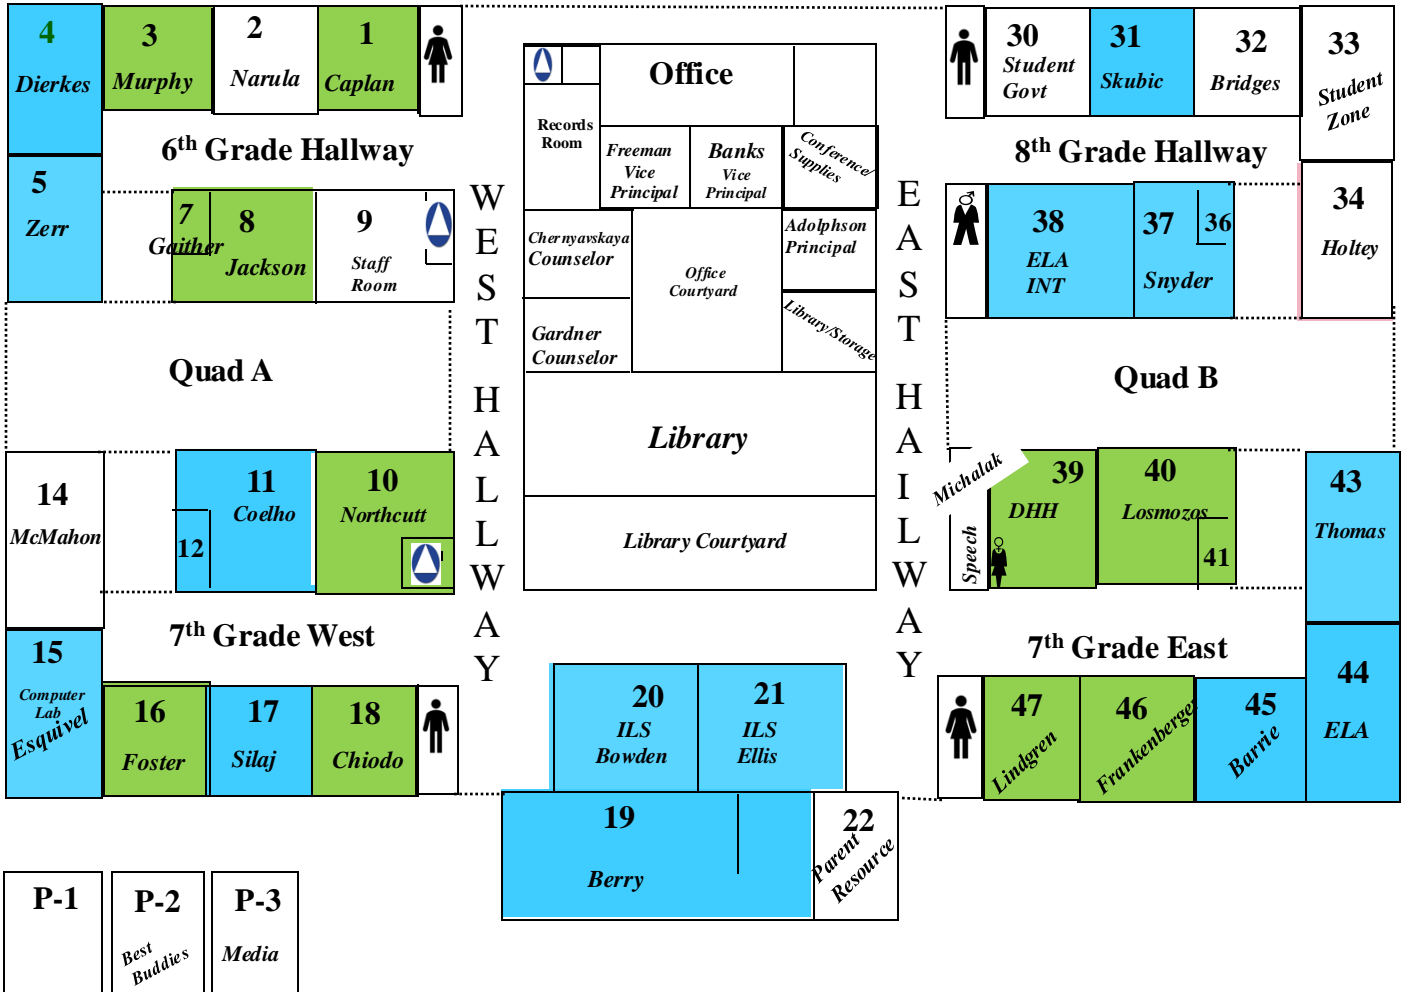 4
Dierkes
3
Murphy
2
Narula
1
Caplan
6th Grade Hallway
5
Zerr
7
Gaither
8
Jackson
9
Staff
Room
Quad A
14
McMahon
11
Coelho
12
10
Northcutt
7th Grade West
15
Computer
Lab
Esquivel
16
Foster
17
Silaj
18
Chiodo
P-1
P-2
Best
Buddies
P-3
Media
WEST HALLWAY
Office
Records
Room
Freeman
Vice
Principal
Banks
Vice
Principal
Conference/
Supplies
Chernyavskaya
Counselor
Office
Courtyard
Adolphson
Principal
Gardner
Counselor
Library/Storage
Library
Library Courtyard
20
ILS
Bowden
21
ILS
Ellis
19
Berry
22
Parent
Resource
EAST HAILWAY
30
Student
Govt
31
Skubic
32
Bridges
33
Student
Zone
8th Grade Hallway
38
ELA
INT
37
Snyder
36
34
Holtey
Quad B
Michalak
Speech
39
DHH
40
Losmozos
41
43
Thomas
7th Grade East
47
Lindgren
46
Frankenberger
45
Barrie
44
ELA